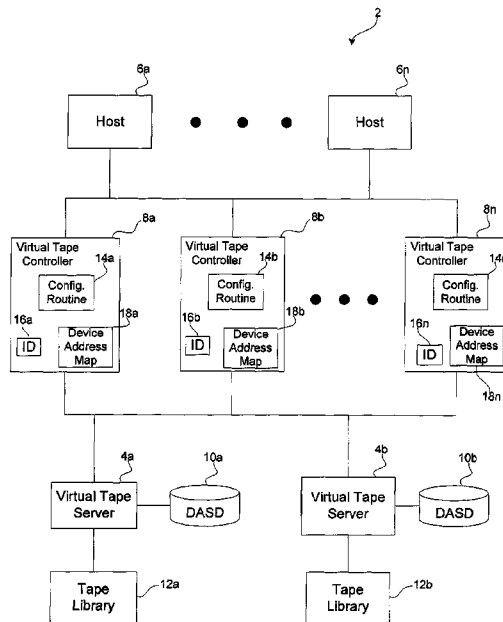 2
6a
6n
Host
Host
8a
8b
8n
Virtual Tape
Controller
Virtual Tape
Controller
Virtual Tape
Controller
14a
14b
Config.
Routine
Config.
Routine
Config.
Routine
16a
18a
16b
18b
16n
ID
Device
Address
Map
ID
Device
Address
Map
ID
Device
Address
Map
18n
4a
10a
4b
10b
Virtual Tape
Server
DASD
Virtual Tape
Server
DASD
Tape
Library
12a
Tape
Library
12b